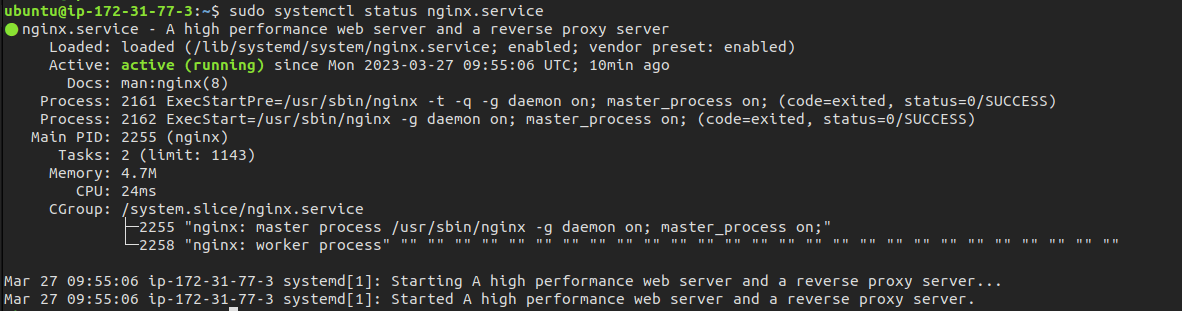 ubuntu@ip-172-31-77-3:~$ sudo systemctl status nginx.service
● nginx.service - A high performance web server and a reverse proxy server
Loaded: loaded (/lib/systemd/system/nginx.service; enabled; vendor preset: enabled)
Active: active (running) since Mon 2023-03-27 09:55:06 UTC; 10min ago
Docs: man:nginx(8)
Process: 2161 ExecStartPre=/usr/sbin/nginx -t -q -g daemon on; master_process on; (code=exited, status=0/SUCCESS)
Process: 2162 ExecStart=/usr/sbin/nginx -g daemon on; master_process on; (code=exited, status=0/SUCCESS)
Main PID: 2255 (nginx)
Tasks: 2 (limit: 1143)
Memory: 4.7M
CPU: 24ms
CGroup: /system.slice/nginx.service
├─2255 "nginx: master process /usr/sbin/nginx -g daemon on; master_process on;"
└─2258 "nginx: worker process" "" "" "" "" "" "" "" "" "" "" "" "" "" "" "" "" "" "" "" "" "" "" "" "" "" "" ""
Mar 27 09:55:06 ip-172-31-77-3 systemd[1]: Starting A high performance web server and a reverse proxy server...
Mar 27 09:55:06 ip-172-31-77-3 systemd[1]: Started A high performance web server and a reverse proxy server.